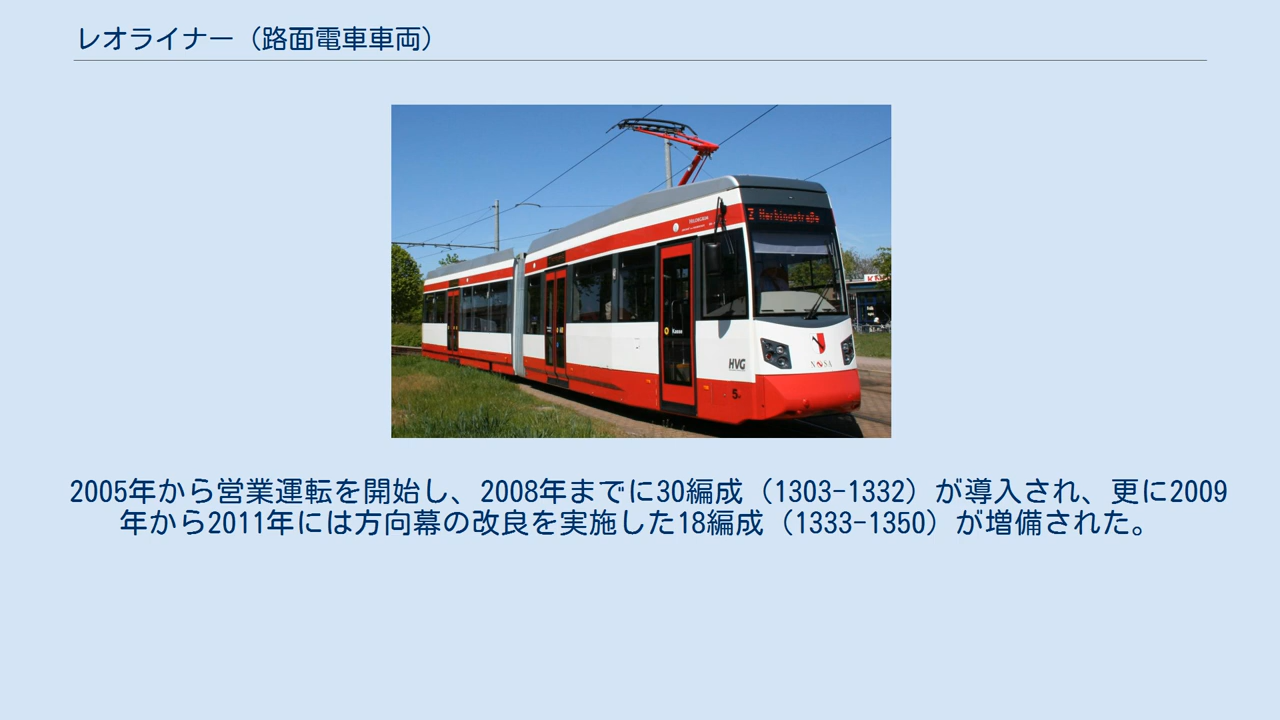 レオライナー（路面電車車両）
7 Herbingstraße
HVG
5
2005年から営業運転を開始し、2008年までに30編成（1303-1332）が導入され、更に2009
年から2011年には方向幕の改良を実施した18編成（1333-1350）が増備された。